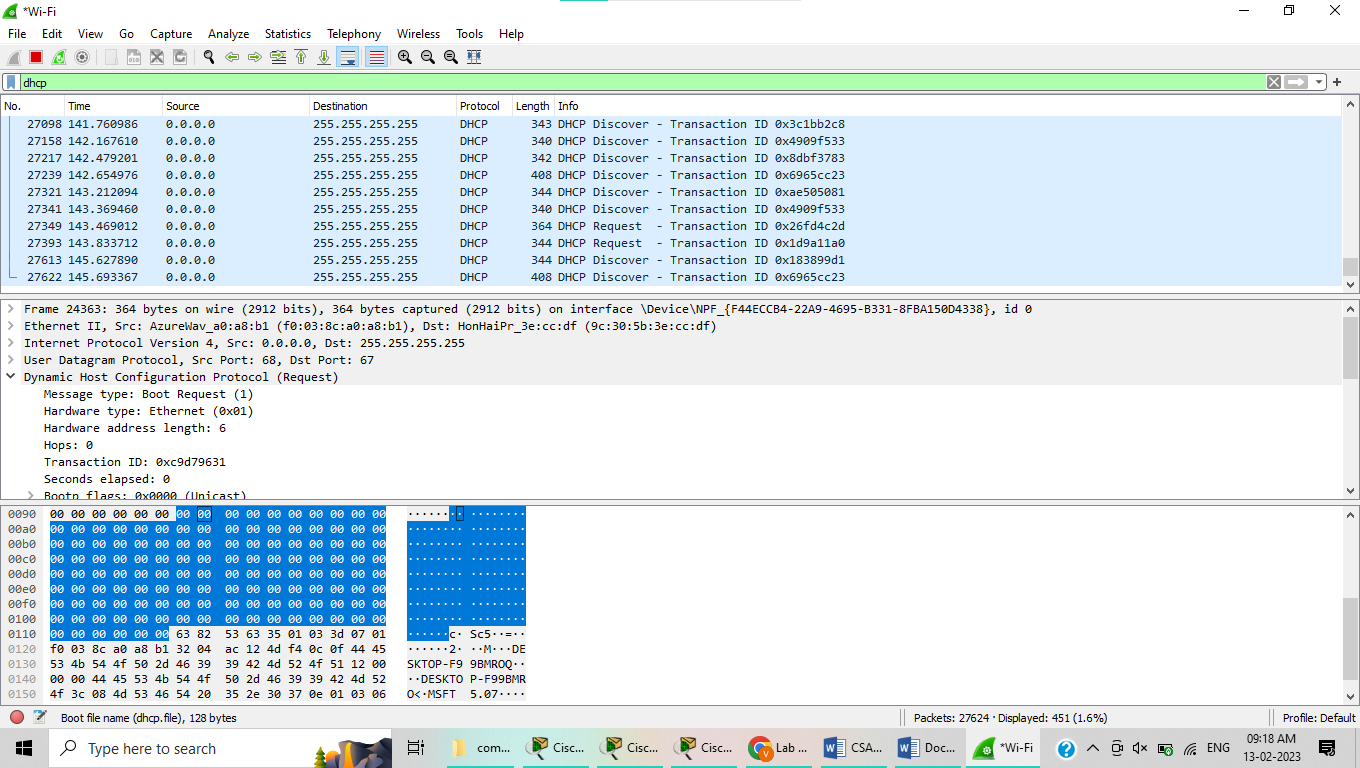 *Wi-Fi
File Edit View Go Capture Analyze Statistics Telephony Wireless Tools Help
dhcp
No. Time Source Destination Protocol Length Info
27098 141.760986 0.0.0.0 255.255.255.255 DHCP 343 DHCP Discover - Transaction ID 0x3c1bb2c8
27158 142.167610 0.0.0.0 255.255.255.255 DHCP 340 DHCP Discover - Transaction ID 0x4909f533
27217 142.479201 0.0.0.0 255.255.255.255 DHCP 342 DHCP Discover - Transaction ID 0x8dbf3783
27239 142.654976 0.0.0.0 255.255.255.255 DHCP 408 DHCP Discover - Transaction ID 0x6965cc23
27321 143.212094 0.0.0.0 255.255.255.255 DHCP 344 DHCP Discover - Transaction ID 0xae505081
27341 143.369460 0.0.0.0 255.255.255.255 DHCP 340 DHCP Discover - Transaction ID 0x4909f533
27349 143.469012 0.0.0.0 255.255.255.255 DHCP 364 DHCP Request - Transaction ID 0x26fd4c2d
27393 143.833712 0.0.0.0 255.255.255.255 DHCP 344 DHCP Request - Transaction ID 0x1d9a11a0
27613 145.627890 0.0.0.0 255.255.255.255 DHCP 344 DHCP Discover - Transaction ID 0x183899d1
27622 145.693367 0.0.0.0 255.255.255.255 DHCP 408 DHCP Discover - Transaction ID 0x6965cc23
Frame 24363: 364 bytes on wire (2912 bits), 364 bytes captured (2912 bits) on interface \Device\NPF_{F44ECCB4-22A9-4695-B331-8FBA150D4338}, id 0
Ethernet II, Src: AzureWav_a0:a8:b1 (f0:03:8c:a0:a8:b1), Dst: HonHaiPr_3e:cc:df (9c:30:5b:3e:cc:df)
Internet Protocol Version 4, Src: 0.0.0.0, Dst: 255.255.255.255
User Datagram Protocol, Src Port: 68, Dst Port: 67
Dynamic Host Configuration Protocol (Request)
Message type: Boot Request (1)
Hardware type: Ethernet (0x01)
Hardware address length: 6
Hops: 0
Transaction ID: 0xc9d79631
Seconds elapsed: 0
Bootp flags: 0x0000 (Unicast)
0090 00 00 00 00 00 00 00 00 00 00 00 00 00 00 00 00 ········ ········
00a0 00 00 00 00 00 00 00 00 00 00 00 00 00 00 00 00 ········ ········
00b0 00 00 00 00 00 00 00 00 00 00 00 00 00 00 00 00 ········ ········
00c0 00 00 00 00 00 00 00 00 00 00 00 00 00 00 00 00 ········ ········
00d0 00 00 00 00 00 00 00 00 00 00 00 00 00 00 00 00 ········ ········
00e0 00 00 00 00 00 00 00 00 00 00 00 00 00 00 00 00 ········ ········
00f0 00 00 00 00 00 00 00 00 00 00 00 00 00 00 00 00 ········ ········
0100 00 00 00 00 00 00 00 00 00 00 00 00 00 00 00 00 ········ ········
0110 00 00 00 00 00 00 63 82 53 63 35 01 03 3d 07 01 ······c· Sc5··=··
0120 f0 03 8c a0 a8 b1 32 04 ac 12 4d f4 0c 0f 44 45 ······2· ··M···DE
0130 53 4b 54 4f 50 2d 46 39 39 42 4d 52 4f 51 12 00 SKTOP-F9 9BMROQ··
0140 00 00 44 45 53 4b 54 4f 50 2d 46 39 39 42 4d 52 ··DESKTO P-F99BMR
0150 4f 3c 08 4d 53 46 54 20 35 2e 30 37 0e 01 03 06 O<·MSFT 5.07····
Boot file name (dhcp.file), 128 bytes Packets: 27624 · Displayed: 451 (1.6%) Profile: Default
Type here to search com... Cisc... Cisc... Cisc... Lab ... CSA... Doc... *Wi-Fi ENG 09:18 AM
13-02-2023